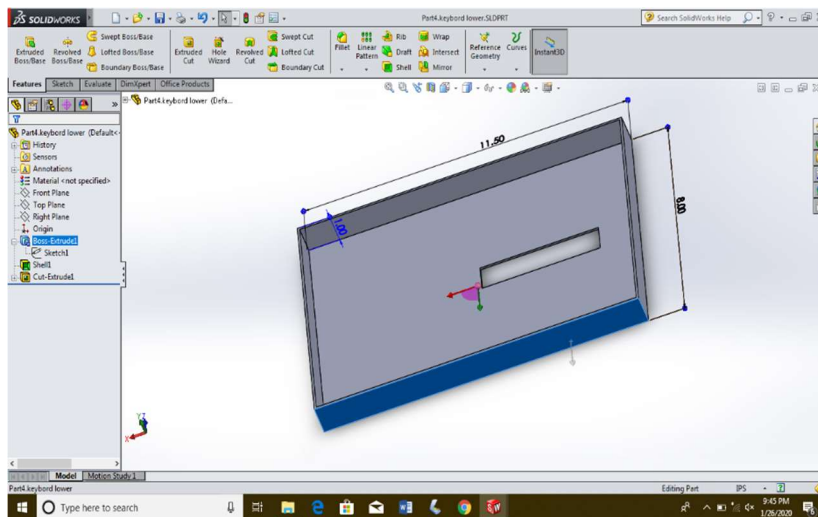 SOLIDWORKS
Part4.keybord lower.SLDPRT
Search SolidWorks Help
Extruded Boss/Base
Revolved Boss/Base
Swept Boss/Base
Lofted Boss/Base
Boundary Boss/Base
Extruded Cut
Hole Wizard
Revolved Cut
Swept Cut
Lofted Cut
Boundary Cut
Fillet
Linear Pattern
Rib
Draft
Shell
Wrap
Intersect
Mirror
Reference Geometry
Curves
Instant3D
Features Sketch Evaluate DimXpert Office Products
Part4.keybord lower (Defa...
Part4.keybord lower (Default<
History
Sensors
Annotations
Material <not specified>
Front Plane
Top Plane
Right Plane
Origin
Boss-Extrude1
Sketch1
Shell1
Cut-Extrude1
11.50
1.00
8.00
Model Motion Study 1
Part4.keybord lower
Editing Part IPS
Type here to search
9:45 PM
1/26/2020